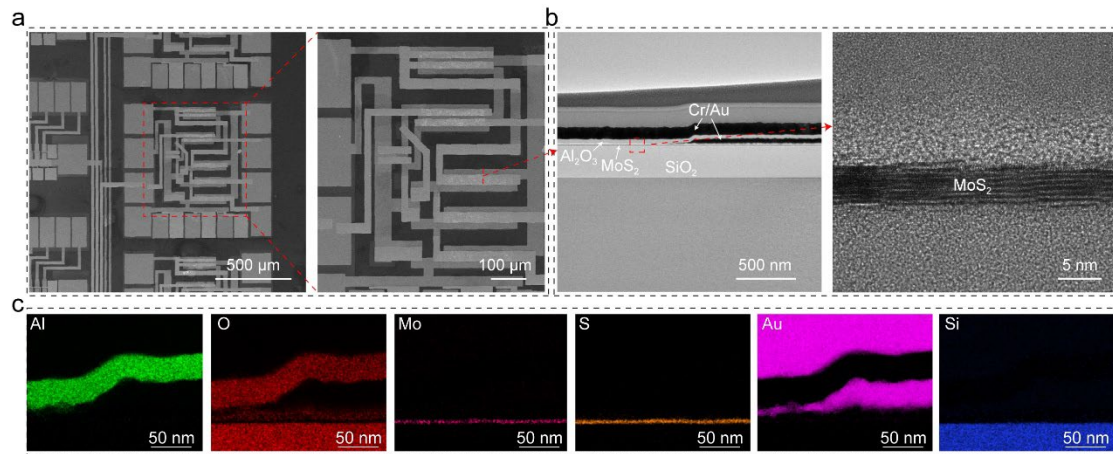 a
b
500 μm
100 μm
Cr/Au
Al₂O₃
MoS₂
SiO₂
500 nm
MoS₂
5 nm
c
Al
O
Mo
S
Au
Si
50 nm
50 nm
50 nm
50 nm
50 nm
50 nm